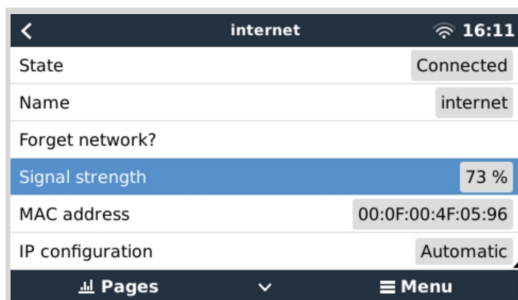 internet 16:11
State Connected
Name internet
Forget network?
Signal strength 73 %
MAC address 00:0F:00:4F:05:96
IP configuration Automatic
Pages Menu